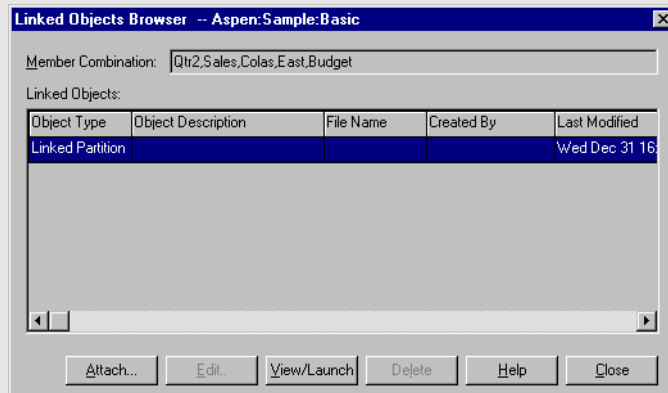 Linked Objects Browser -- Aspen:Sample:Basic
Member Combination: Qtr2,Sales,Colas,East,Budget
Linked Objects:
Object Type Object Description File Name Created By Last Modified
Linked Partition Wed Dec 31 16:
Attach... Edit.. View/Launch Delete Help Close